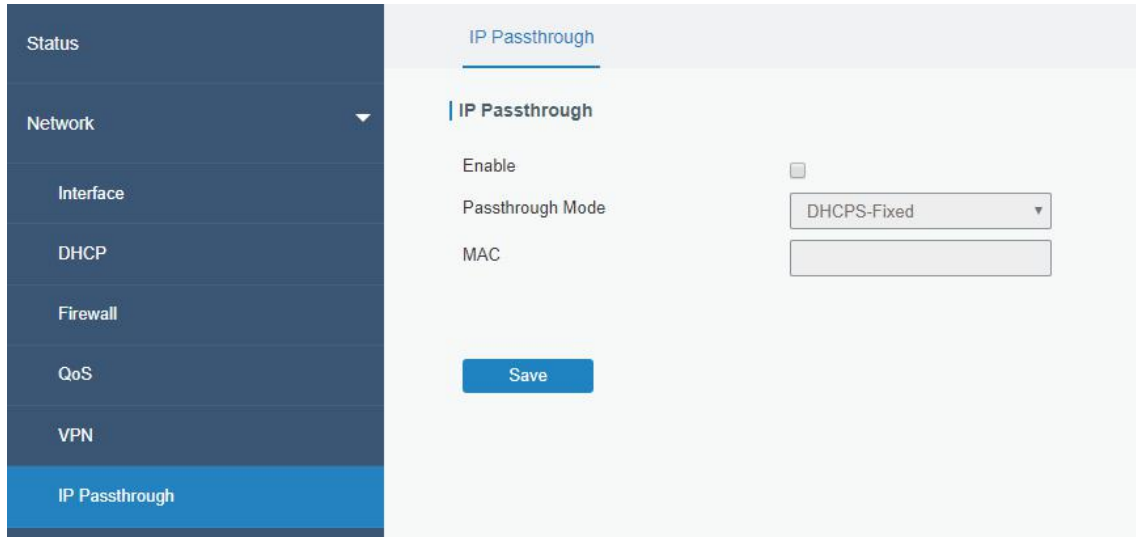 Status
Network
Interface
DHCP
Firewall
QoS
VPN
IP Passthrough
IP Passthrough
IP Passthrough
Enable
Passthrough Mode
DHCPS-Fixed
MAC
Save